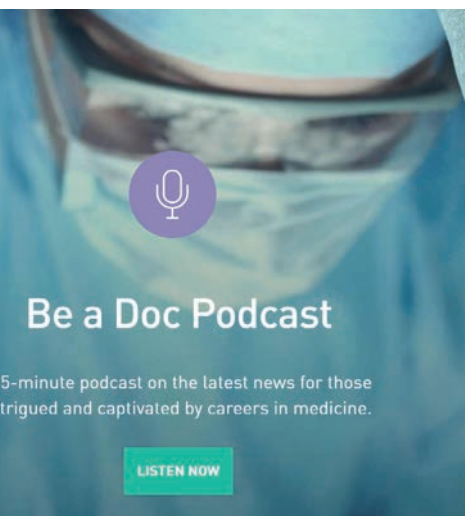 Be a Doc Podcast
5-minute podcast on the latest news for those
trigued and captivated by careers in medicine.
LISTEN NOW